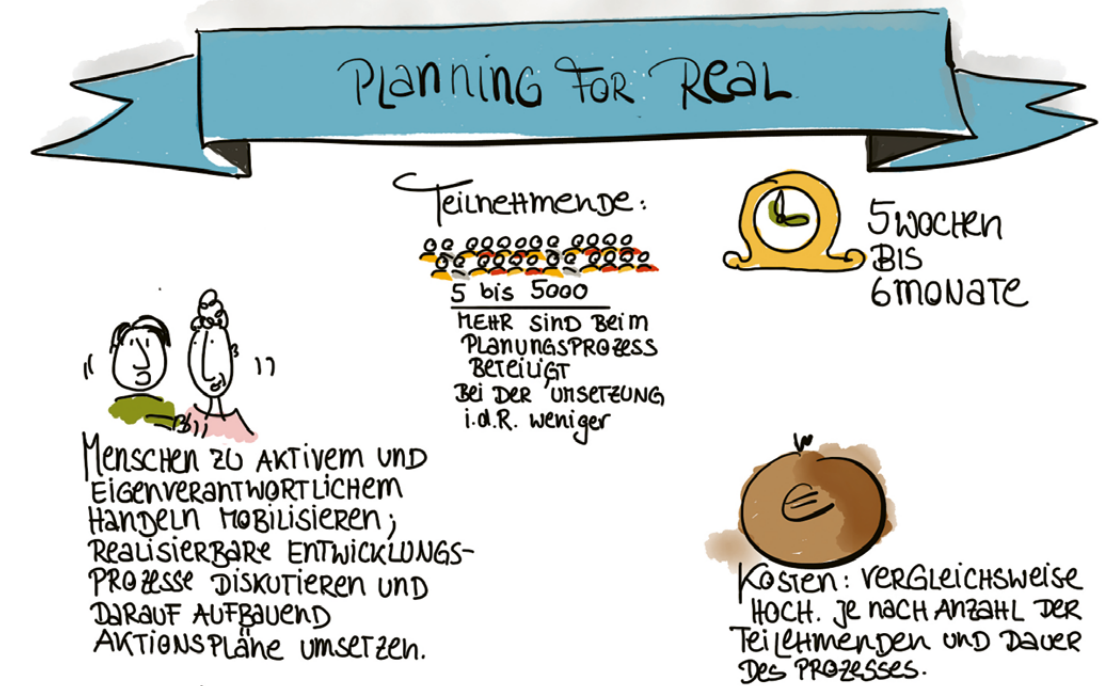 Planning for Real
Teilnehmende:
5 bis 5000
Mehr sind beim
Planungsprozess
beteiligt
Bei der Umsetzung
i.d.R. weniger
5 Wochen
bis
6 Monate
Menschen zu aktivem und
eigenverantwortlichem
Handeln mobilisieren;
realisierbare Entwicklungs-
prozesse diskutieren und
darauf aufbauend
Aktionspläne umsetzen.
€
Kosten: vergleichsweise
hoch. Je nach Anzahl der
Teilehmenden und Dauer
des Prozesses.